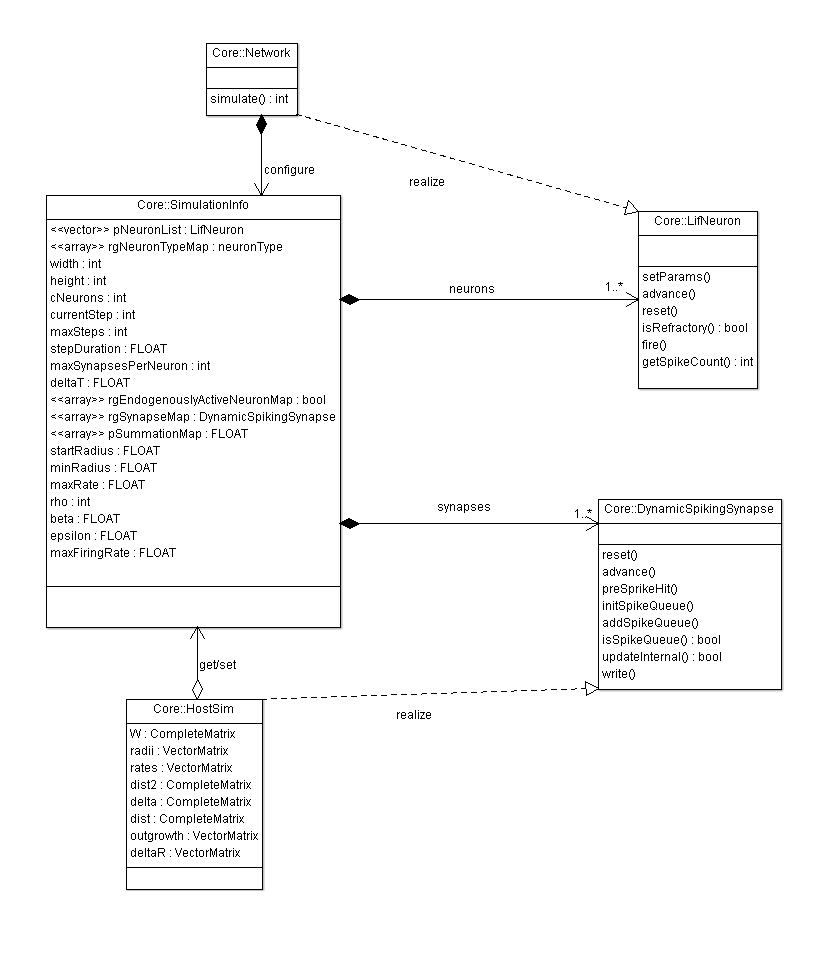 Core::Network
simulate() : int
configure
realize
Core::SimulationInfo
<<vector>> pNeuronList : LifNeuron
<<array>> rgNeuronTypeMap : neuronType
width : int
height : int
cNeurons : int
currentStep : int
maxSteps : int
stepDuration : FLOAT
maxSynapsesPerNeuron : int
deltaT : FLOAT
<<array>> rgEndogenouslyActiveNeuronMap : bool
<<array>> rgSynapseMap : DynamicSpikingSynapse
<<array>> pSummationMap : FLOAT
startRadius : FLOAT
minRadius : FLOAT
maxRate : FLOAT
rho : int
beta : FLOAT
epsilon : FLOAT
maxFiringRate : FLOAT
neurons
1..*
Core::LifNeuron
setParams()
advance()
reset()
isRefractory() : bool
fire()
getSpikeCount() : int
synapses
1..*
Core::DynamicSpikingSynapse
reset()
advance()
preSprikeHit()
initSpikeQueue()
addSpikeQueue()
isSpikeQueue() : bool
updateInternal() : bool
write()
get/set
realize
Core::HostSim
W : CompleteMatrix
radii : VectorMatrix
rates : VectorMatrix
dist2 : CompleteMatrix
delta : CompleteMatrix
dist : CompleteMatrix
outgrowth : VectorMatrix
deltaR : VectorMatrix